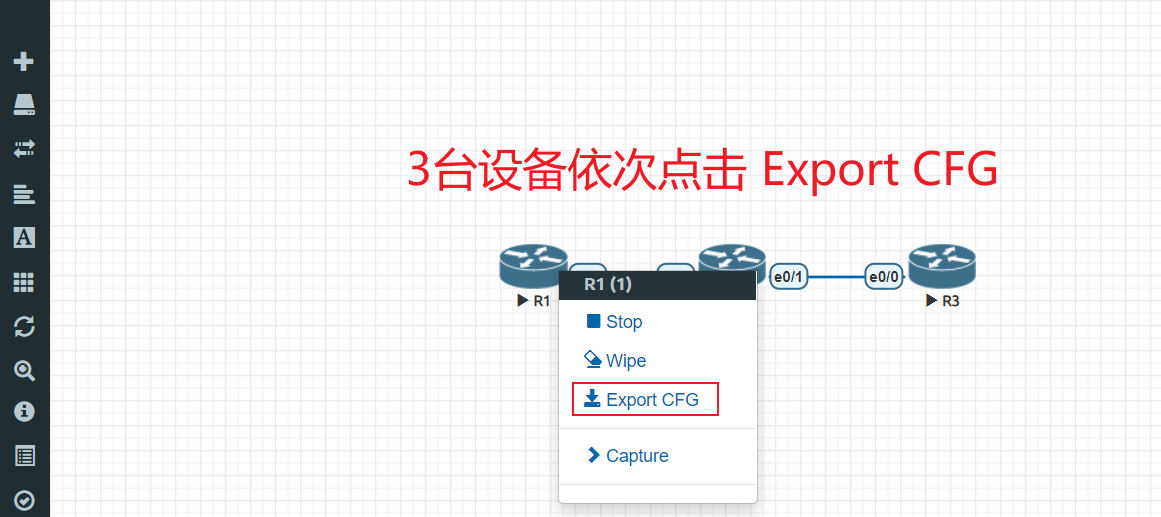 3台设备依次点击 Export CFG
e0/1
e0/0
R1
R3
R1 (1)
Stop
Wipe
Export CFG
Capture